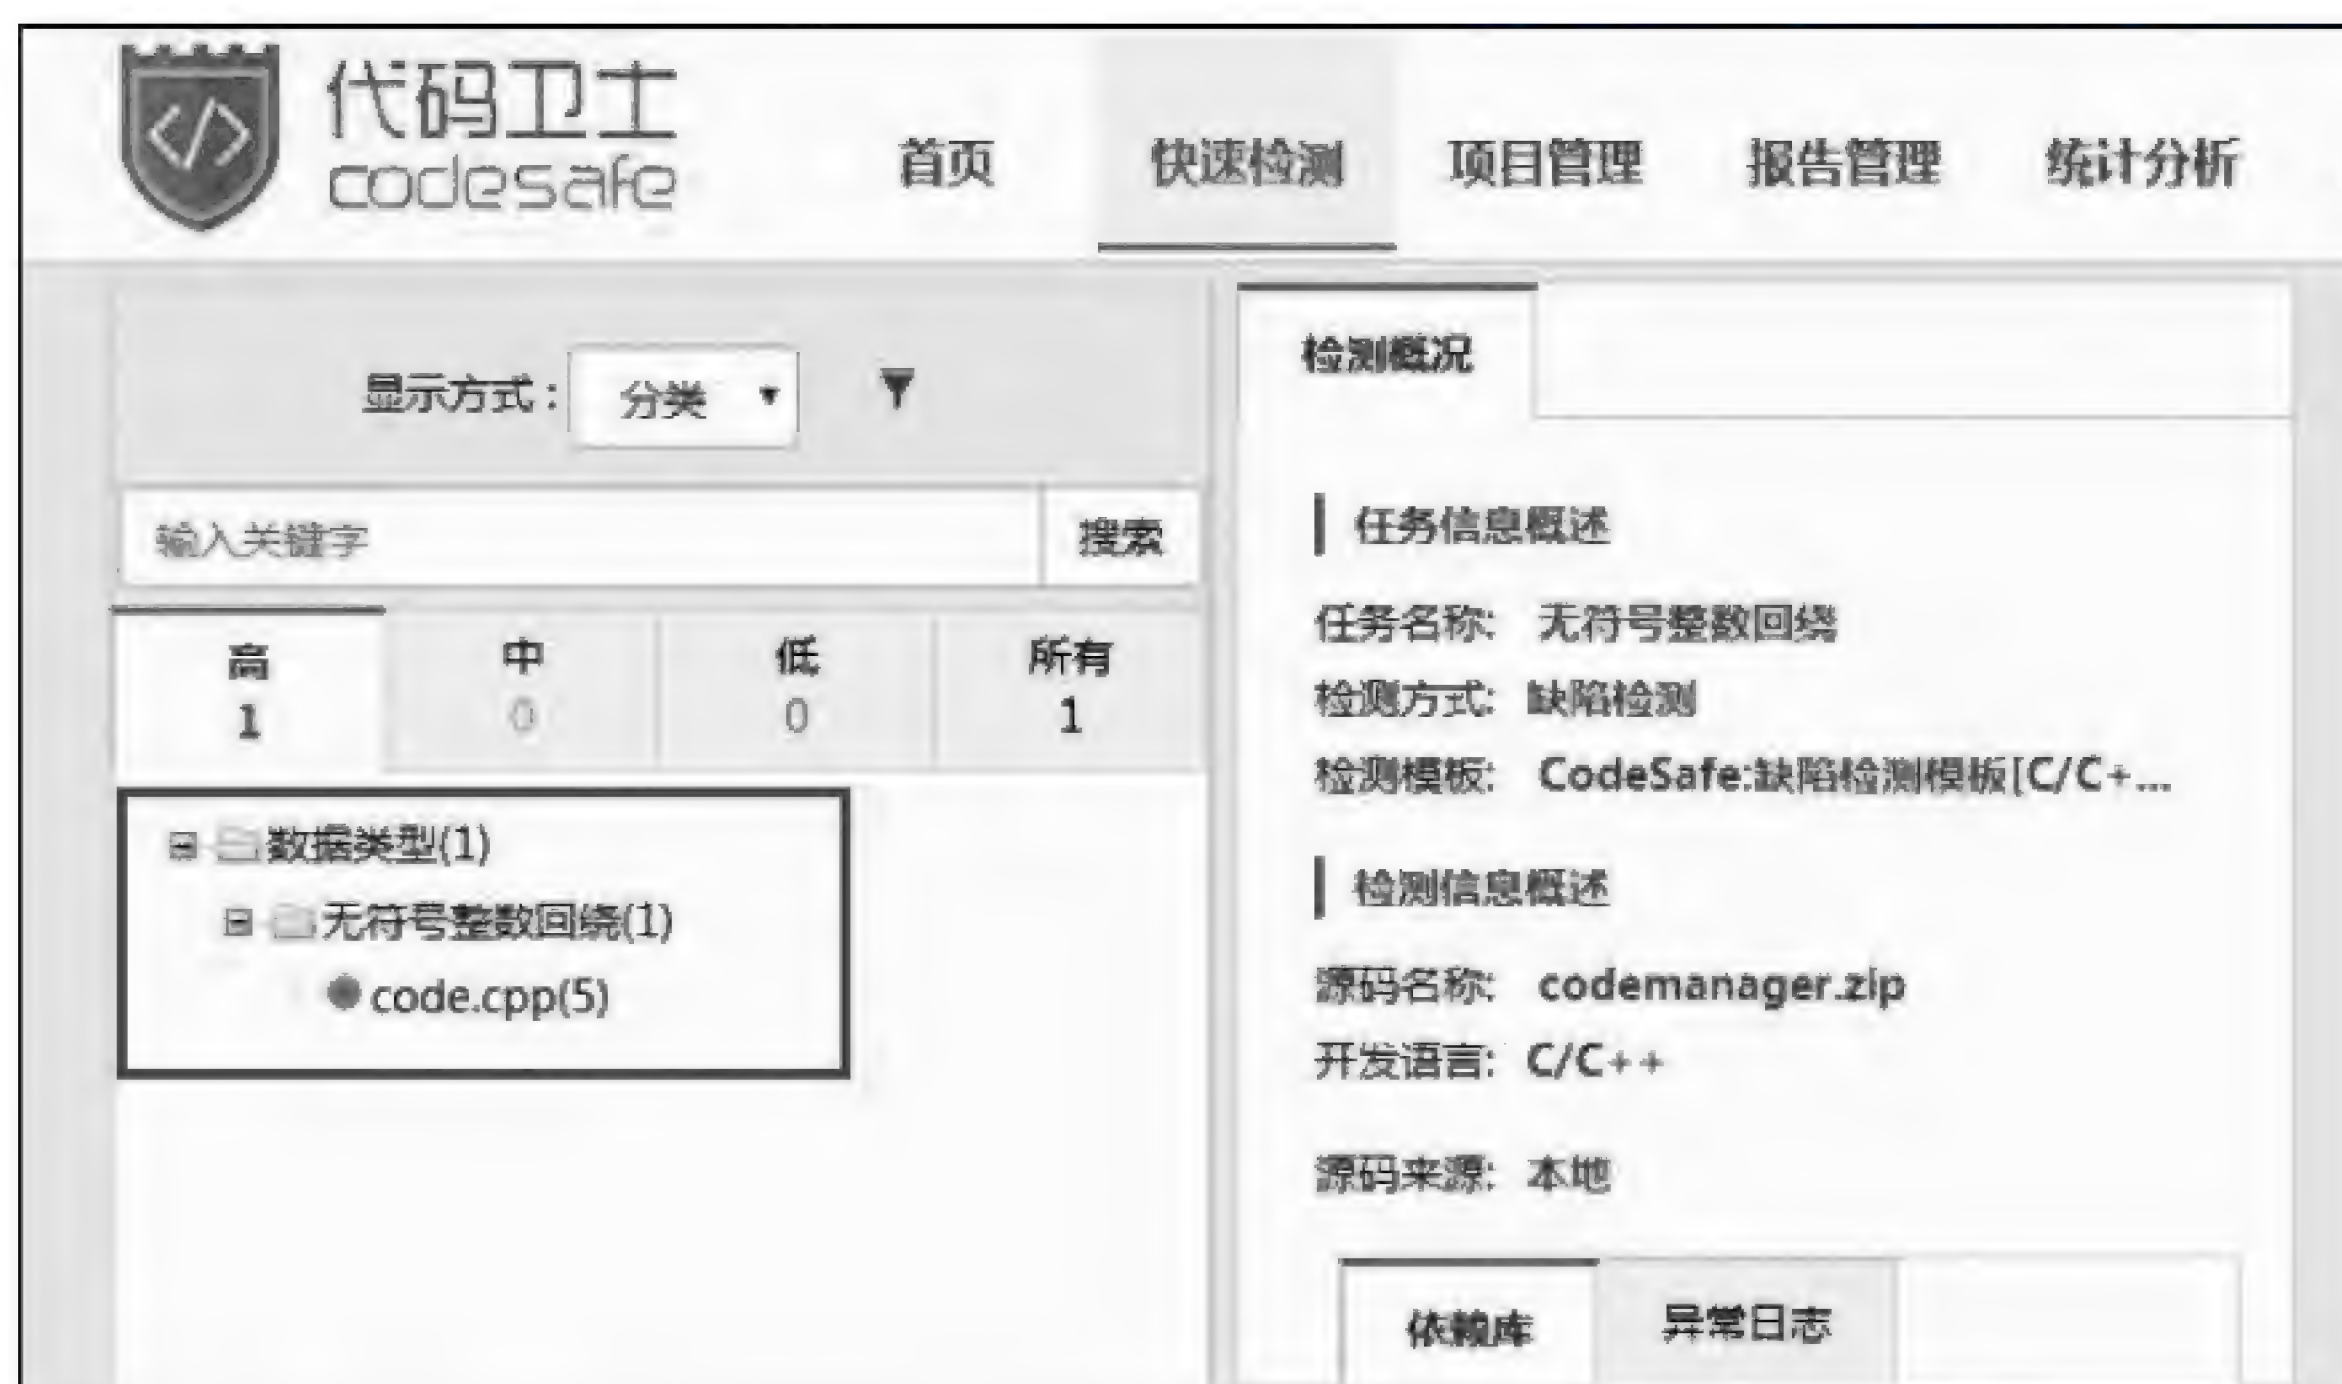 代码卫士
codesafe
首页 快速检测 项目管理 报告管理 统计分析
显示方式： 分类
输入关键字 搜索
高 中 低 所有
1 0 0 1
数据类型(1)
无符号整数回绕(1)
code.cpp(5)
检测概况
任务信息概述
任务名称: 无符号整数回绕
检测方式: 缺陷检测
检测模板: CodeSafe:缺陷检测模板[C/C+...
检测信息概述
源码名称: codemanager.zip
开发语言: C/C++
源码来源: 本地
依赖库 异常日志